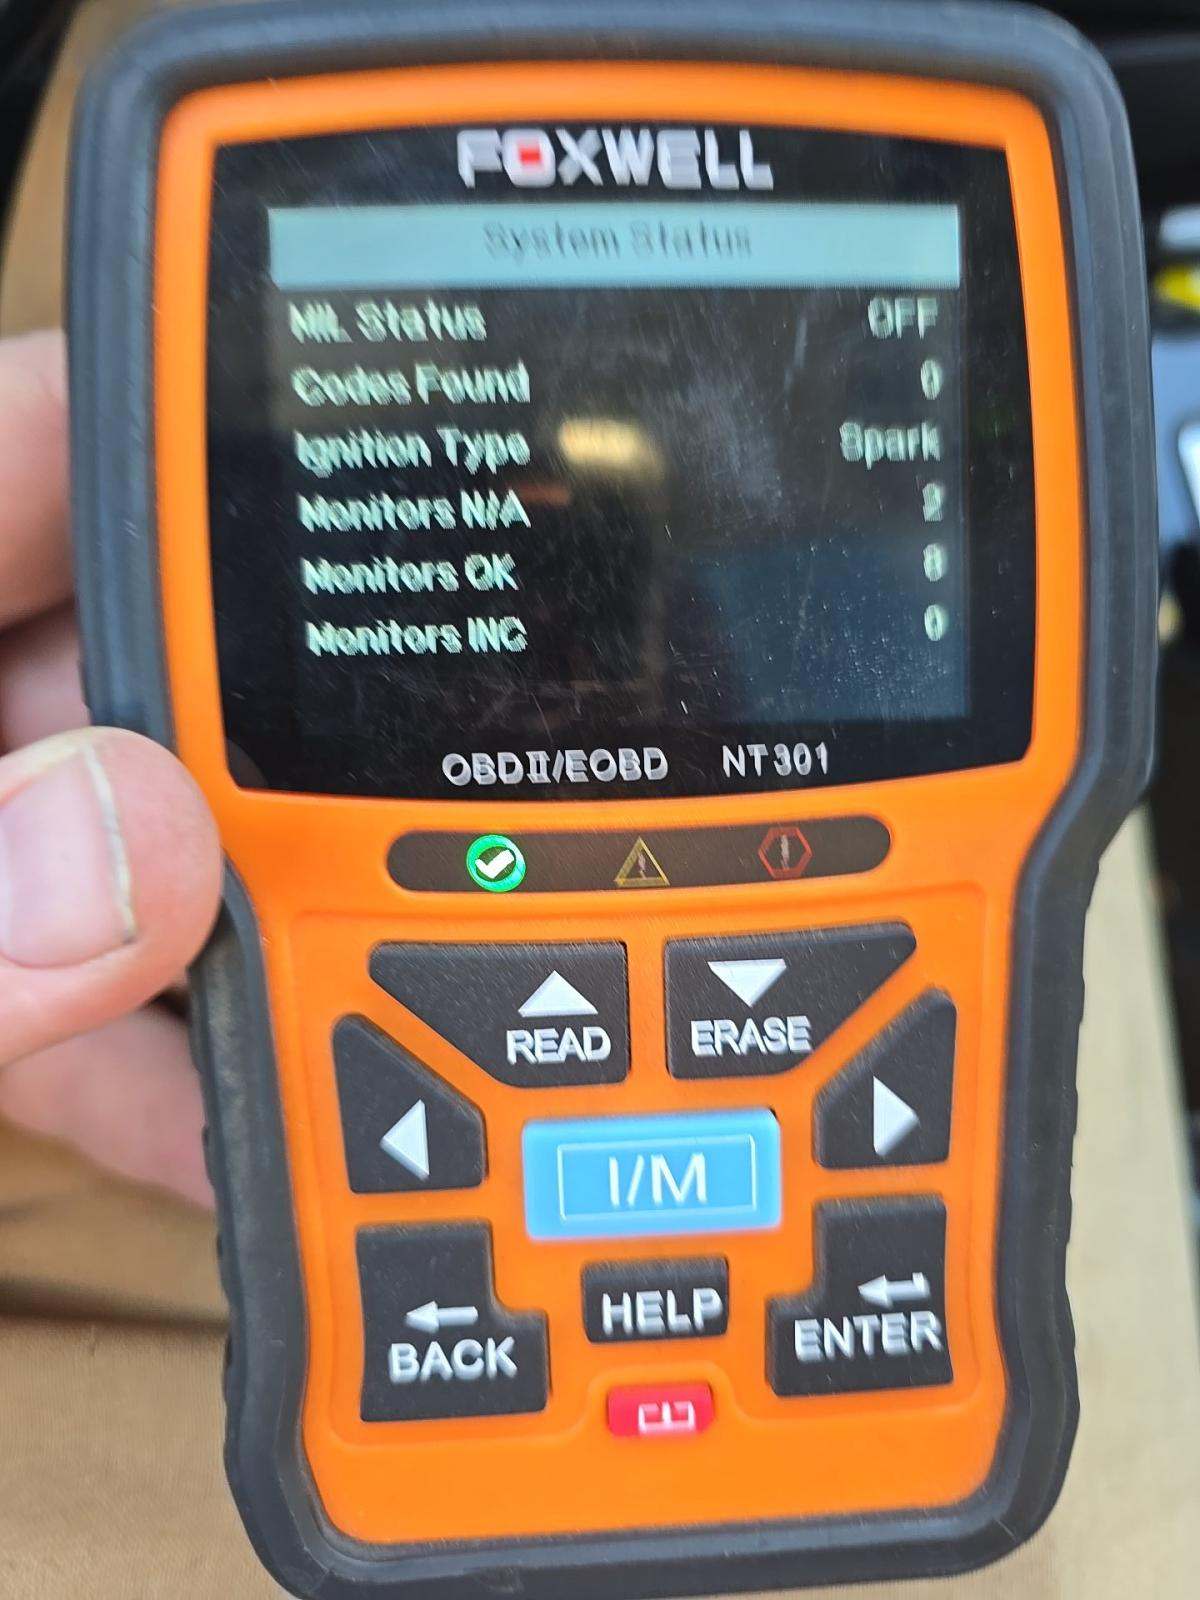 FOXWELL
System Status
MIL Status OFF
Codes Found 0
Ignition Type Spark
Monitors N/A 2
Monitors OK 8
Monitors INC 0
OBDII/EOBD NT301
READ
ERASE
I/M
BACK
HELP
ENTER